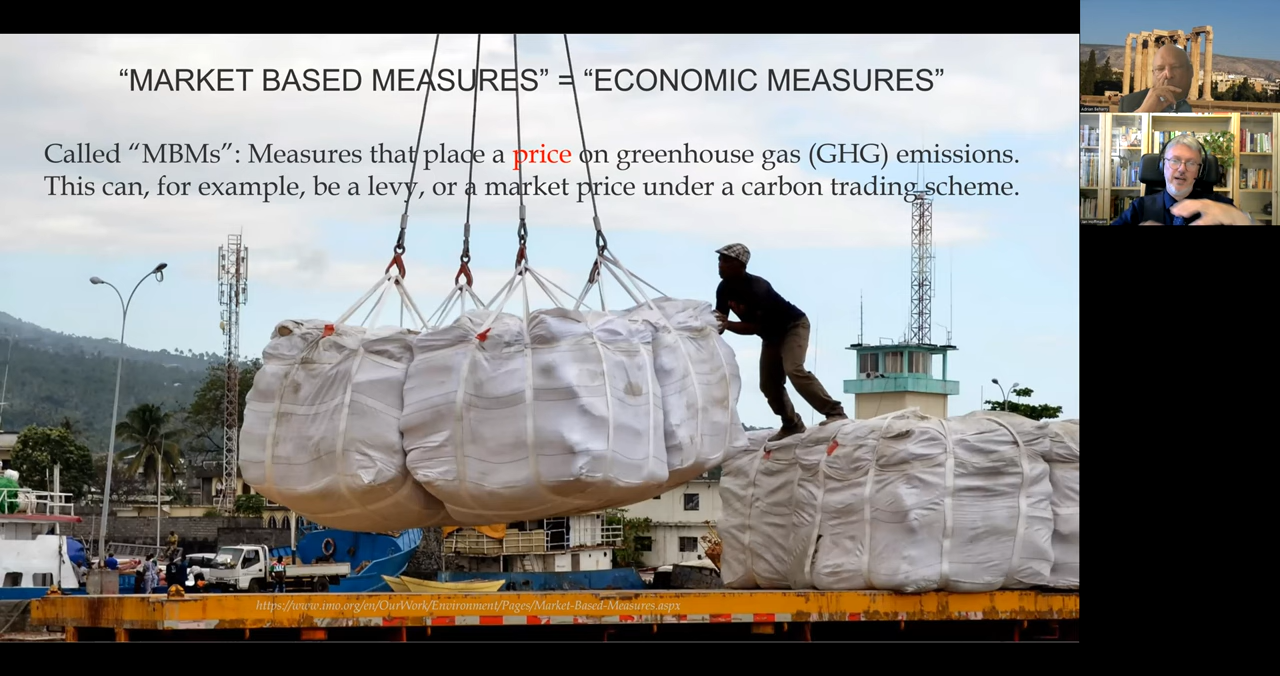 “MARKET BASED MEASURES” = “ECONOMIC MEASURES”
Called “MBMs”: Measures that place a price on greenhouse gas (GHG) emissions.
This can, for example, be a levy, or a market price under a carbon trading scheme.
https://www.imo.org/en/OurWork/Environment/Pages/Market-Based-Measures.aspx